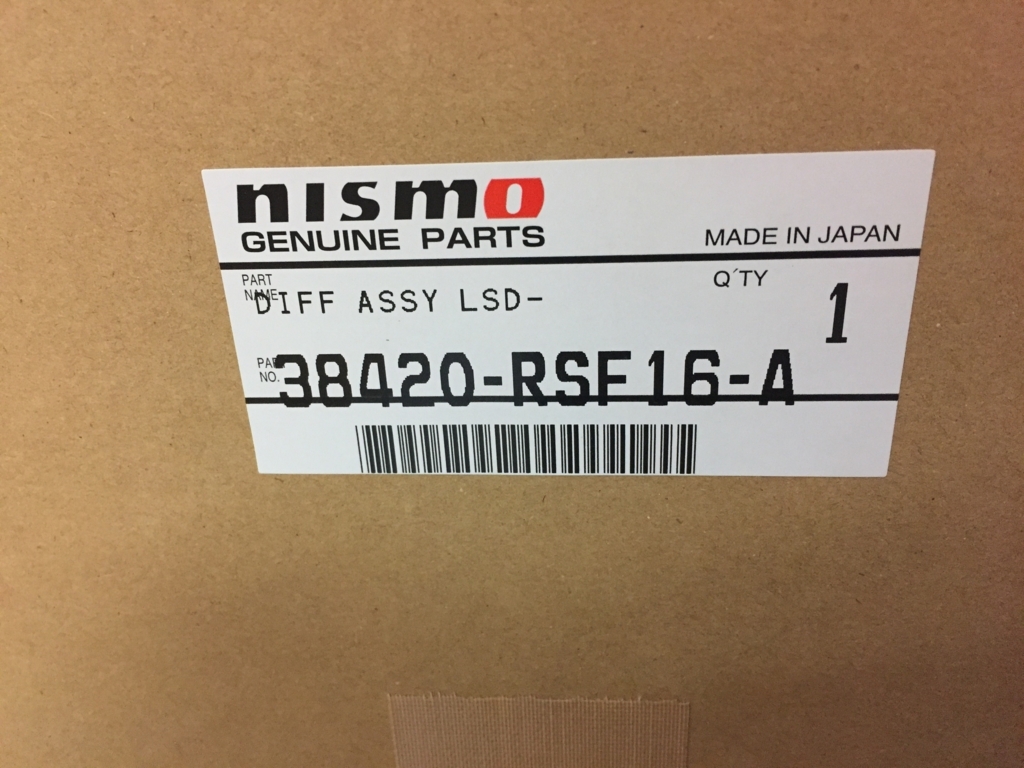 nismo
GENUINE PARTS
MADE IN JAPAN
PART NAME
DIFF ASSY LSD-
Q'TY
1
PART NO.
38420-RSF16-A